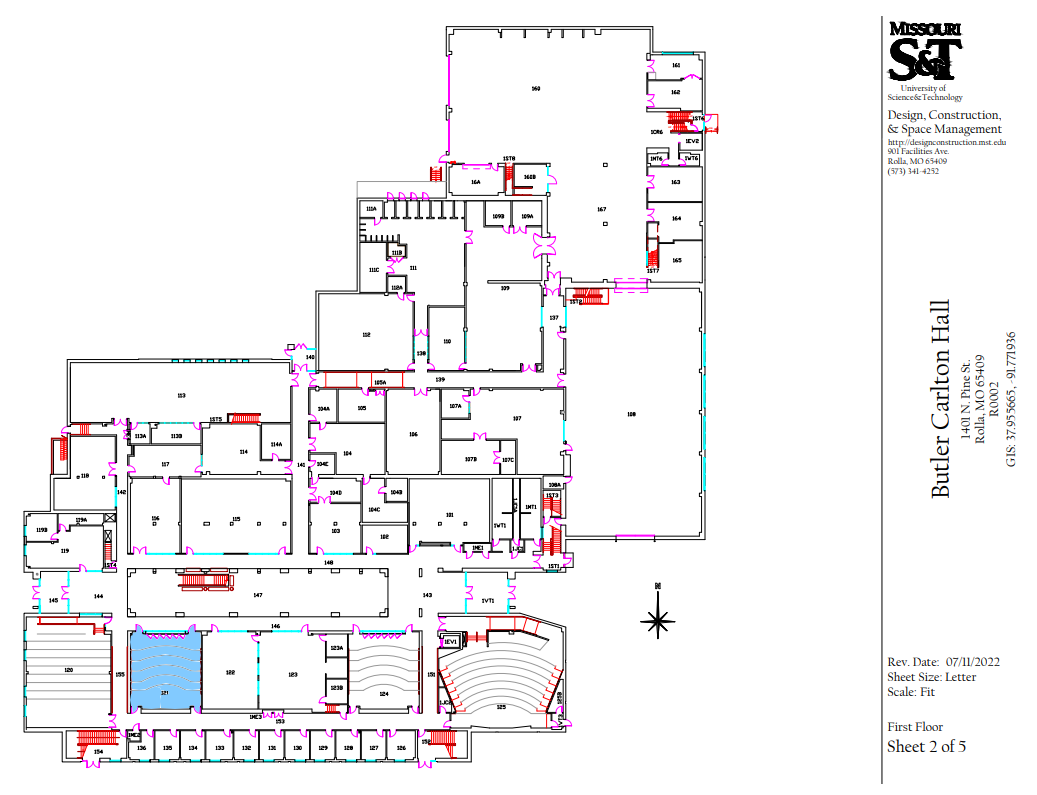 MISSOURI
S&T
University of
Science&Technology
Design, Construction,
& Space Management
http://designconstruction.mst.edu
901 Facilities Ave.
Rolla, MO 65409
(573) 341-4252
Butler Carlton Hall
1401 N. Pine St.
Rolla, MO 65409
R0002
GIS: 37.955665, -91.771936
Rev. Date: 07/11/2022
Sheet Size: Letter
Scale: Fit
First Floor
Sheet 2 of 5
160
161
162
1ST6
1CR6
1EV2
1NT6
1WT6
1ST8
16A
160B
163
167
164
165
1ST7
111A
109B
109A
111B
111C
111
112A
109
1ST2
137
112
138
110
140
139
105A
113
104A
105
107A
107
108
106
1ST5
113A
113B
114
114A
104
107B
107C
117
141
104E
118
142
104D
104B
108A
1ST3
104C
101
1WT1
1NT1
116
115
103
102
119A
119B
119
1ME1
1ST4
148
1ST1
145
144
147
143
1VT1
146
120
155
121
122
123
123A
123B
124
151
1EV1
125
1ME3
153
154
1ME2
136
135
134
133
132
131
130
129
128
127
126
152